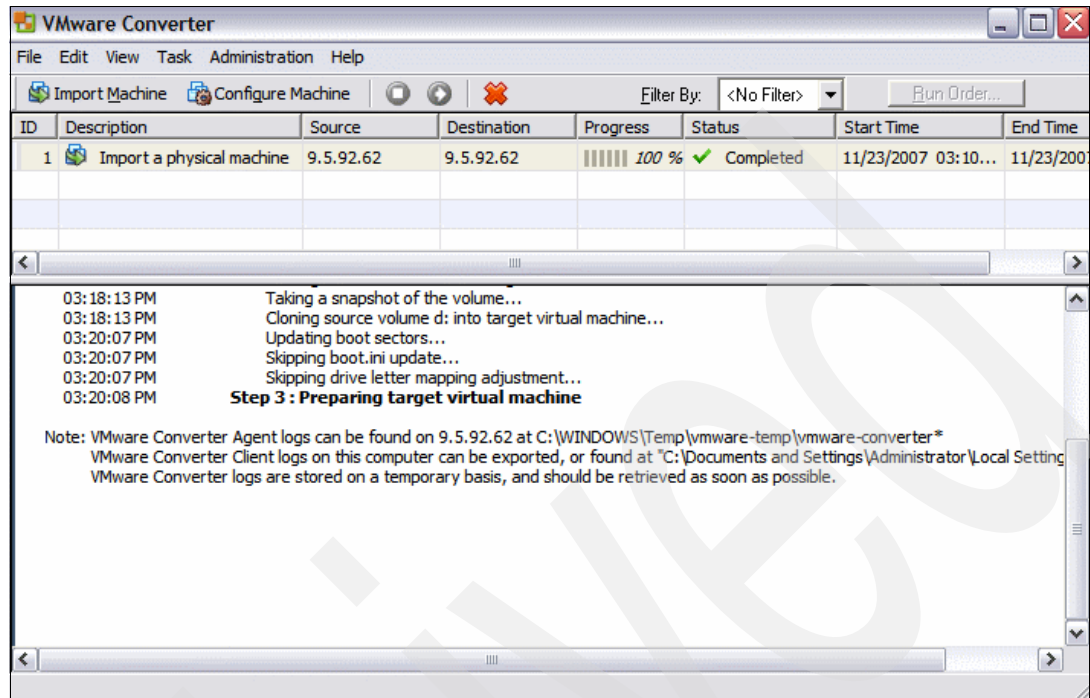 VMware Converter
File Edit View Task Administration Help
Import Machine Configure Machine Filter By: <No Filter> Run Order...
ID Description Source Destination Progress Status Start Time End Time
1 Import a physical machine 9.5.92.62 9.5.92.62 100 % Completed 11/23/2007 03:10... 11/23/200
03:18:13 PM Taking a snapshot of the volume...
03:18:13 PM Cloning source volume d: into target virtual machine...
03:20:07 PM Updating boot sectors...
03:20:07 PM Skipping boot.ini update...
03:20:07 PM Skipping drive letter mapping adjustment...
03:20:08 PM Step 3 : Preparing target virtual machine
Note: VMware Converter Agent logs can be found on 9.5.92.62 at C:\WINDOWS\Temp\vmware-temp\vmware-converter*
VMware Converter Client logs on this computer can be exported, or found at "C:\Documents and Settings\Administrator\Local Setting
VMware Converter logs are stored on a temporary basis, and should be retrieved as soon as possible.